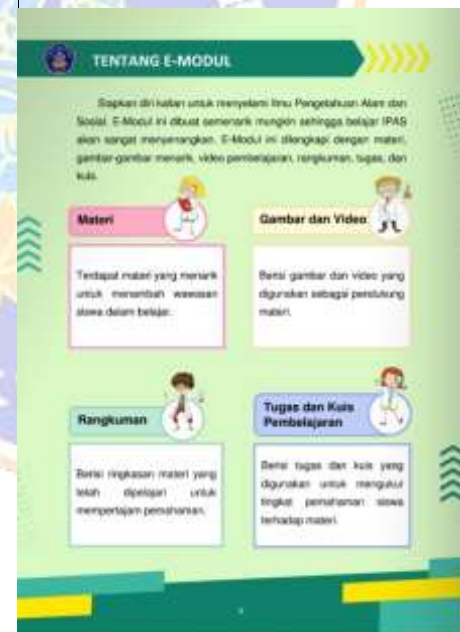 TENTANG E-MODUL
Siapkan diri kalian untuk menyelami Ilmu Pengetahuan Alam dan
Sosial. E-Modul ini dibuat semenarik mungkin sehingga belajar IPAS
akan sangat menyenangkan. E-Modul ini dilengkapi dengan materi,
gambar-gambar menarik, video pembelajaran, rangkuman, tugas, dan
kuis.
Materi
Terdapat materi yang menarik
untuk menambah wawasan
siswa dalam belajar.
Gambar dan Video
Berisi gambar dan video yang
digunakan sebagai pendukung
materi.
Rangkuman
Berisi ringkasan materi yang
telah dipelajari untuk
mempertajam pemahaman.
Tugas dan Kuis
Pembelajaran
Berisi tugas dan kuis yang
digunakan untuk mengukur
tingkat pemahaman siswa
terhadap materi.